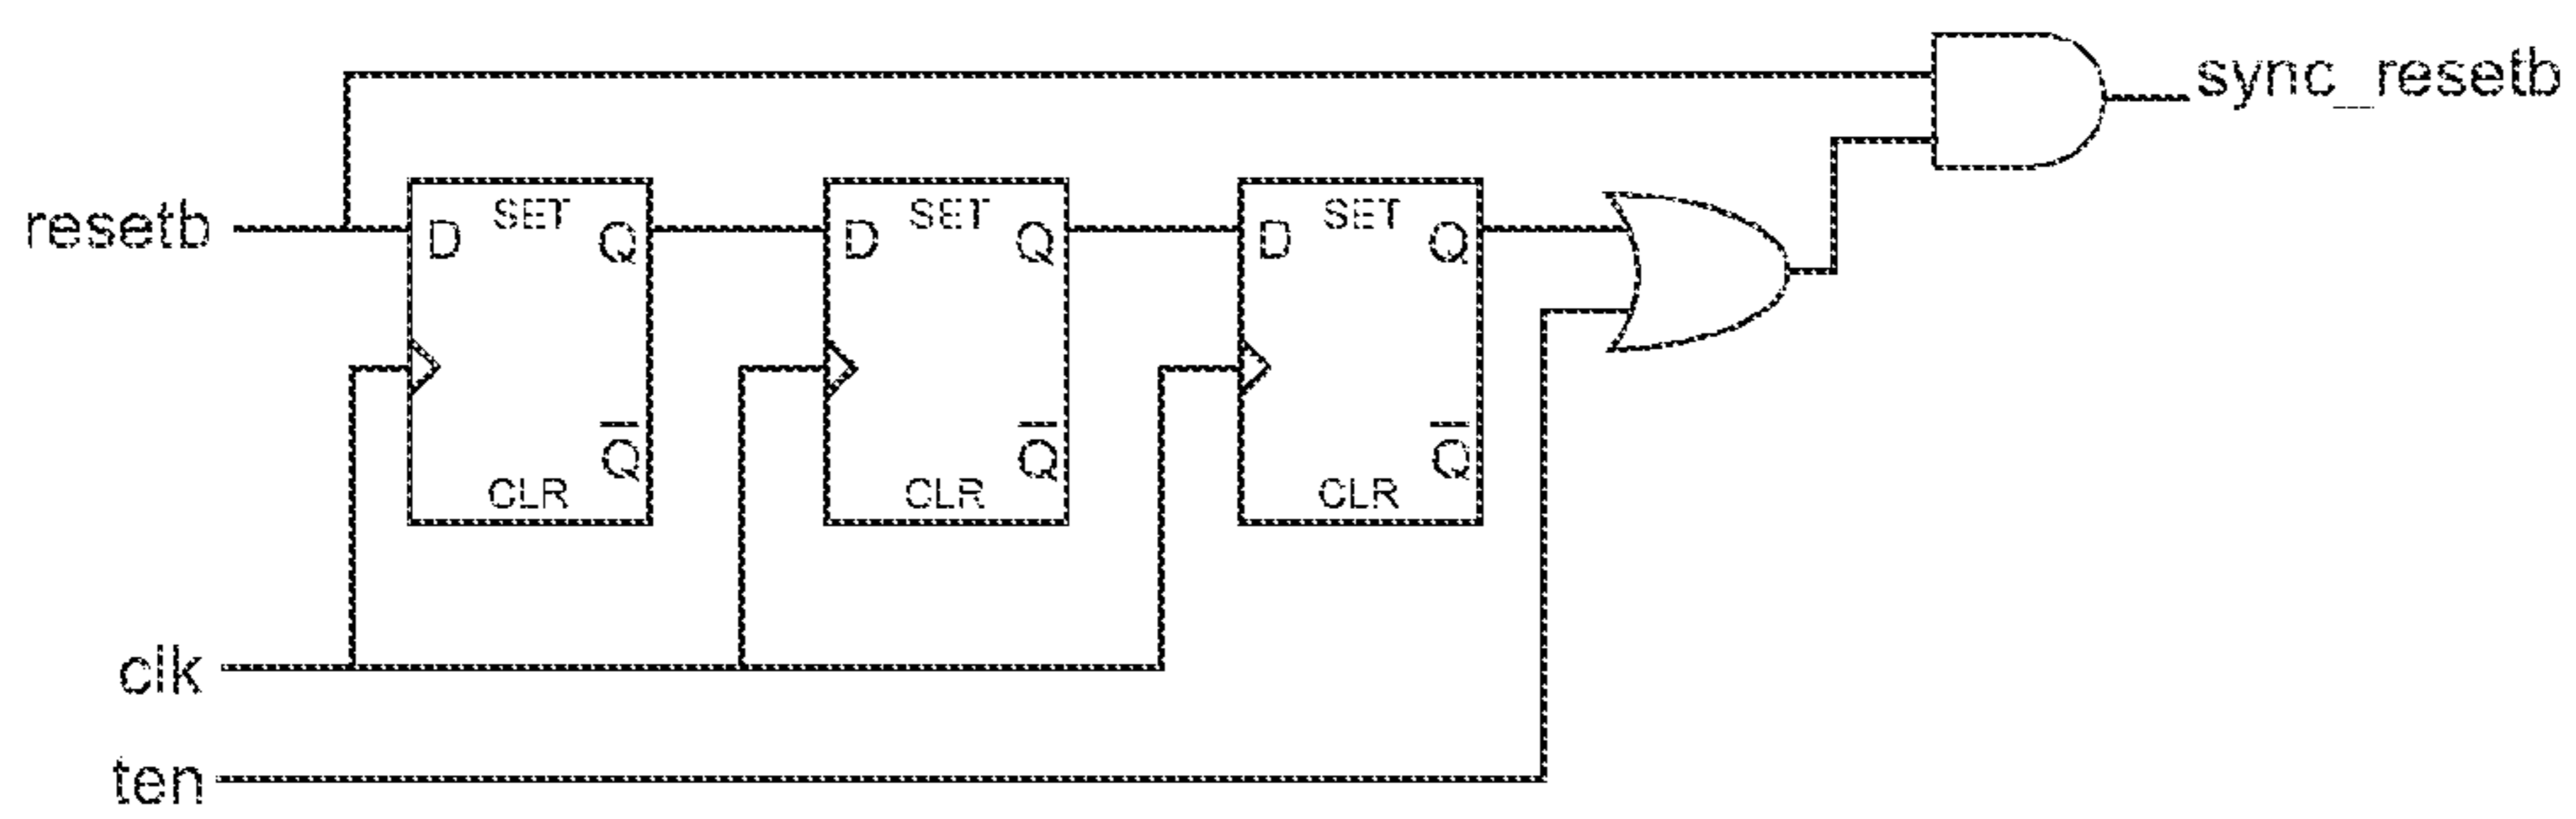 sync_resetb
resetb
D SET Q
D SET Q
D SET Q
Q̅
Q̅
Q̅
CLR
CLR
CLR
clk
ten